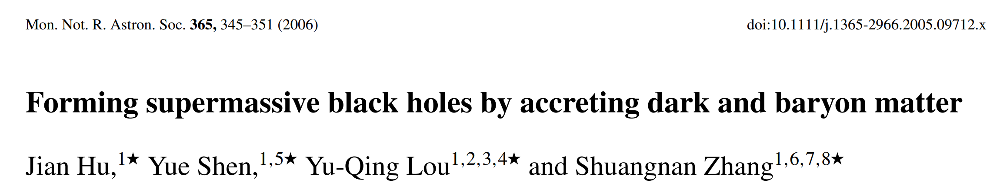 Mon. Not. R. Astron. Soc. 365, 345–351 (2006)
doi:10.1111/j.1365-2966.2005.09712.x
Forming supermassive black holes by accreting dark and baryon matter
Jian Hu,1★ Yue Shen,1,5★ Yu-Qing Lou1,2,3,4★ and Shuangnan Zhang1,6,7,8★